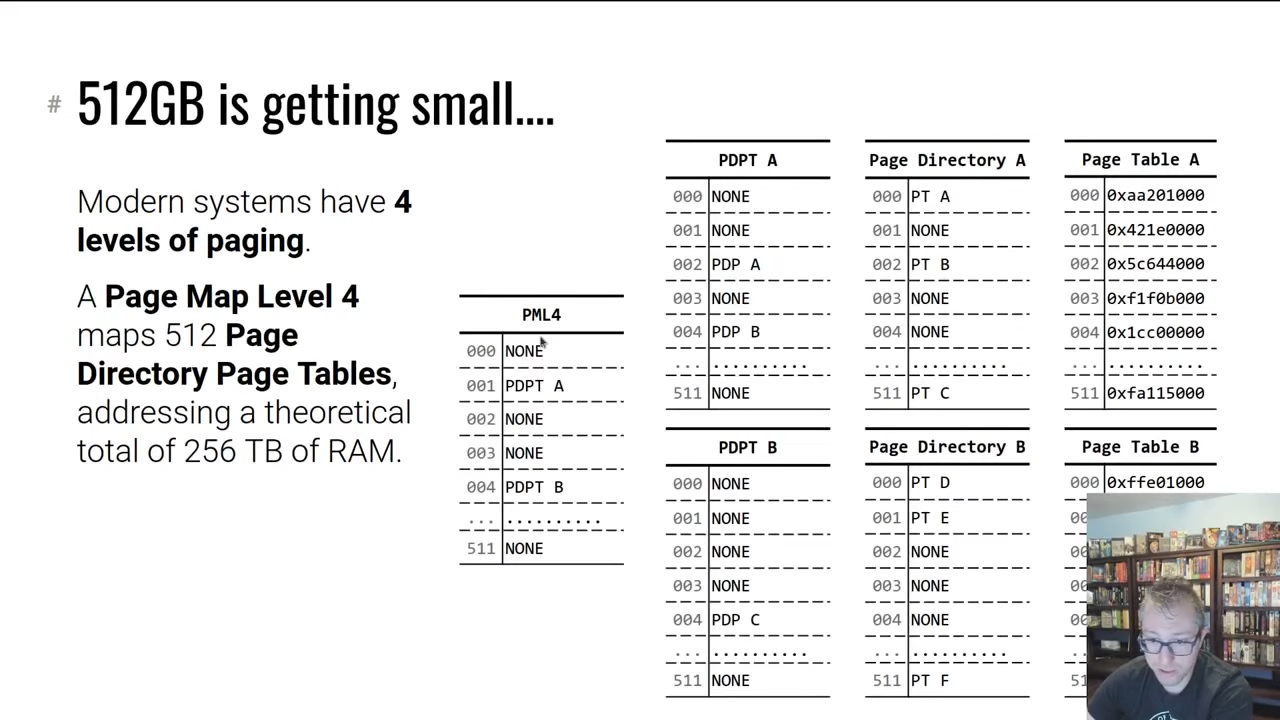 # 512GB is getting small....
Modern systems have 4
levels of paging.
A Page Map Level 4
maps 512 Page
Directory Page Tables,
addressing a theoretical
total of 256 TB of RAM.
PML4
000 NONE
001 PDPT A
002 NONE
003 NONE
004 PDPT B
... ..........
511 NONE
PDPT A
000 NONE
001 NONE
002 PDP A
003 NONE
004 PDP B
... ..........
511 NONE
PDPT B
000 NONE
001 NONE
002 NONE
003 NONE
004 PDP C
... ..........
511 NONE
Page Directory A
000 PT A
001 NONE
002 PT B
003 NONE
004 NONE
... ..........
511 PT C
Page Directory B
000 PT D
001 PT E
002 NONE
003 NONE
004 NONE
... ..........
511 PT F
Page Table A
000 0xaa201000
001 0x421e0000
002 0x5c644000
003 0xf1f0b000
004 0x1cc00000
... ..........
511 0xfa115000
Page Table B
000 0xffe01000